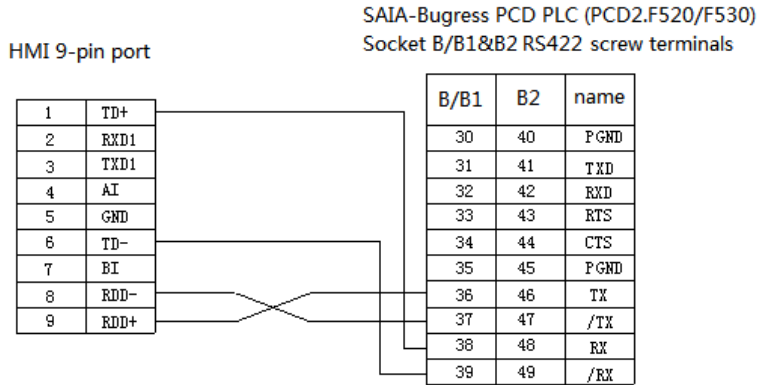 SAIA-Bugress PCD PLC (PCD2.F520/F530)
Socket B/B1&B2 RS422 screw terminals
HMI 9-pin port
1 TD+
2 RXD1
3 TXD1
4 AI
5 GND
6 TD-
7 BI
8 RDD-
9 RDD+
B/B1 B2 name
30 40 PGND
31 41 TXD
32 42 RXD
33 43 RTS
34 44 CTS
35 45 PGND
36 46 TX
37 47 /TX
38 48 RX
39 49 /RX